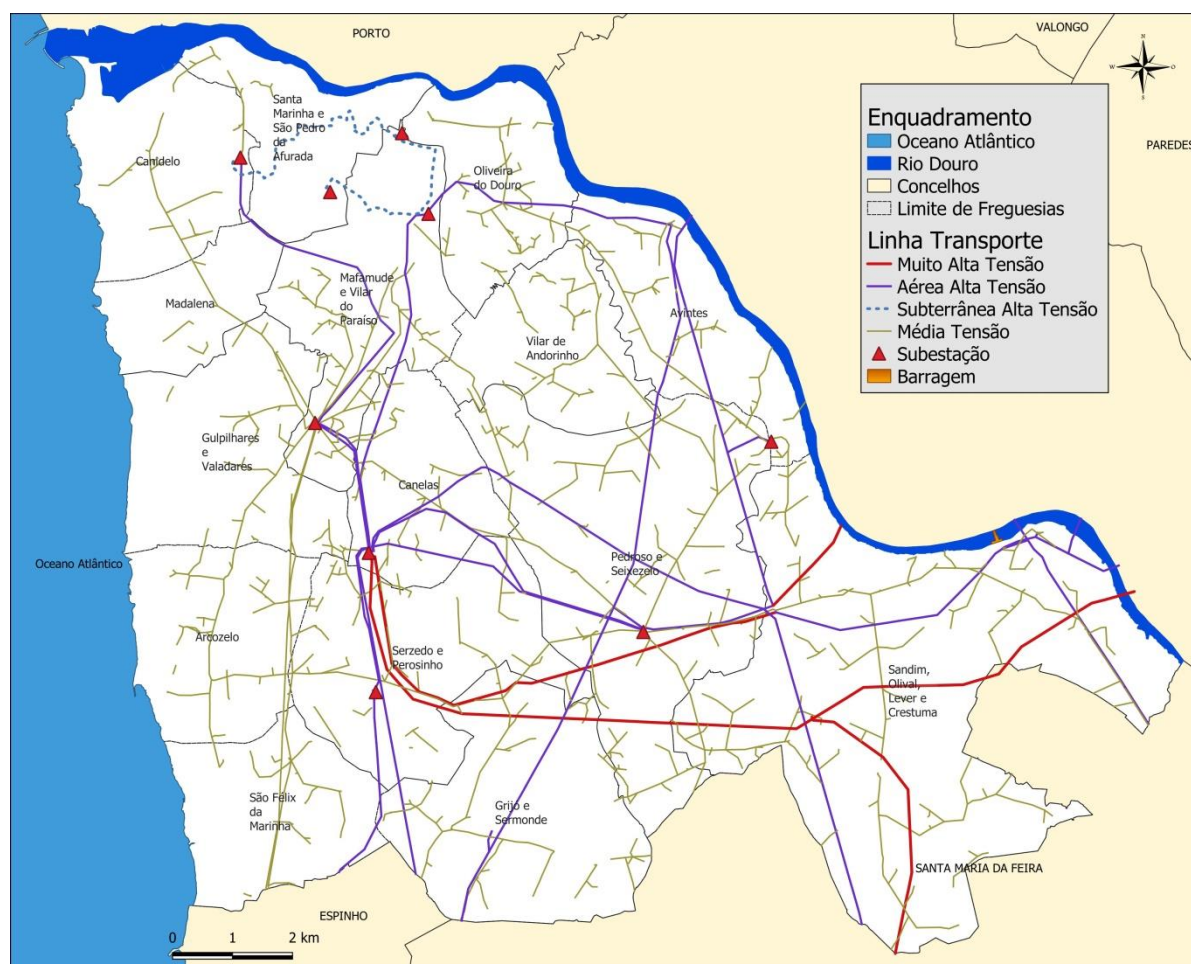 PORTO
VALONGO
N
W
O
S
PAREDES
Enquadramento
Oceano Atlântico
Rio Douro
Concelhos
Limite de Freguesias
Linha Transporte
Muito Alta Tensão
Aérea Alta Tensão
Subterrânea Alta Tensão
Média Tensão
Subestação
Barragem
Santa
Marinha e
São Pedro
da
Afurada
Canidelo
Oliveira
do Douro
Mafamude
e Vilar
do
Paraíso
Madalena
Avintes
Vilar de
Andorinho
Gulpilhares
e
Valadares
Canelas
Oceano Atlântico
Pedroso e
Seixezelo
Arcozelo
Serzedo e
Perosinho
Sandim,
Olival,
Lever e
Crestuma
São Félix
da
Marinha
Grijó e
Sermonde
SANTA MARIA DA FEIRA
ESPINHO
0 1 2 km